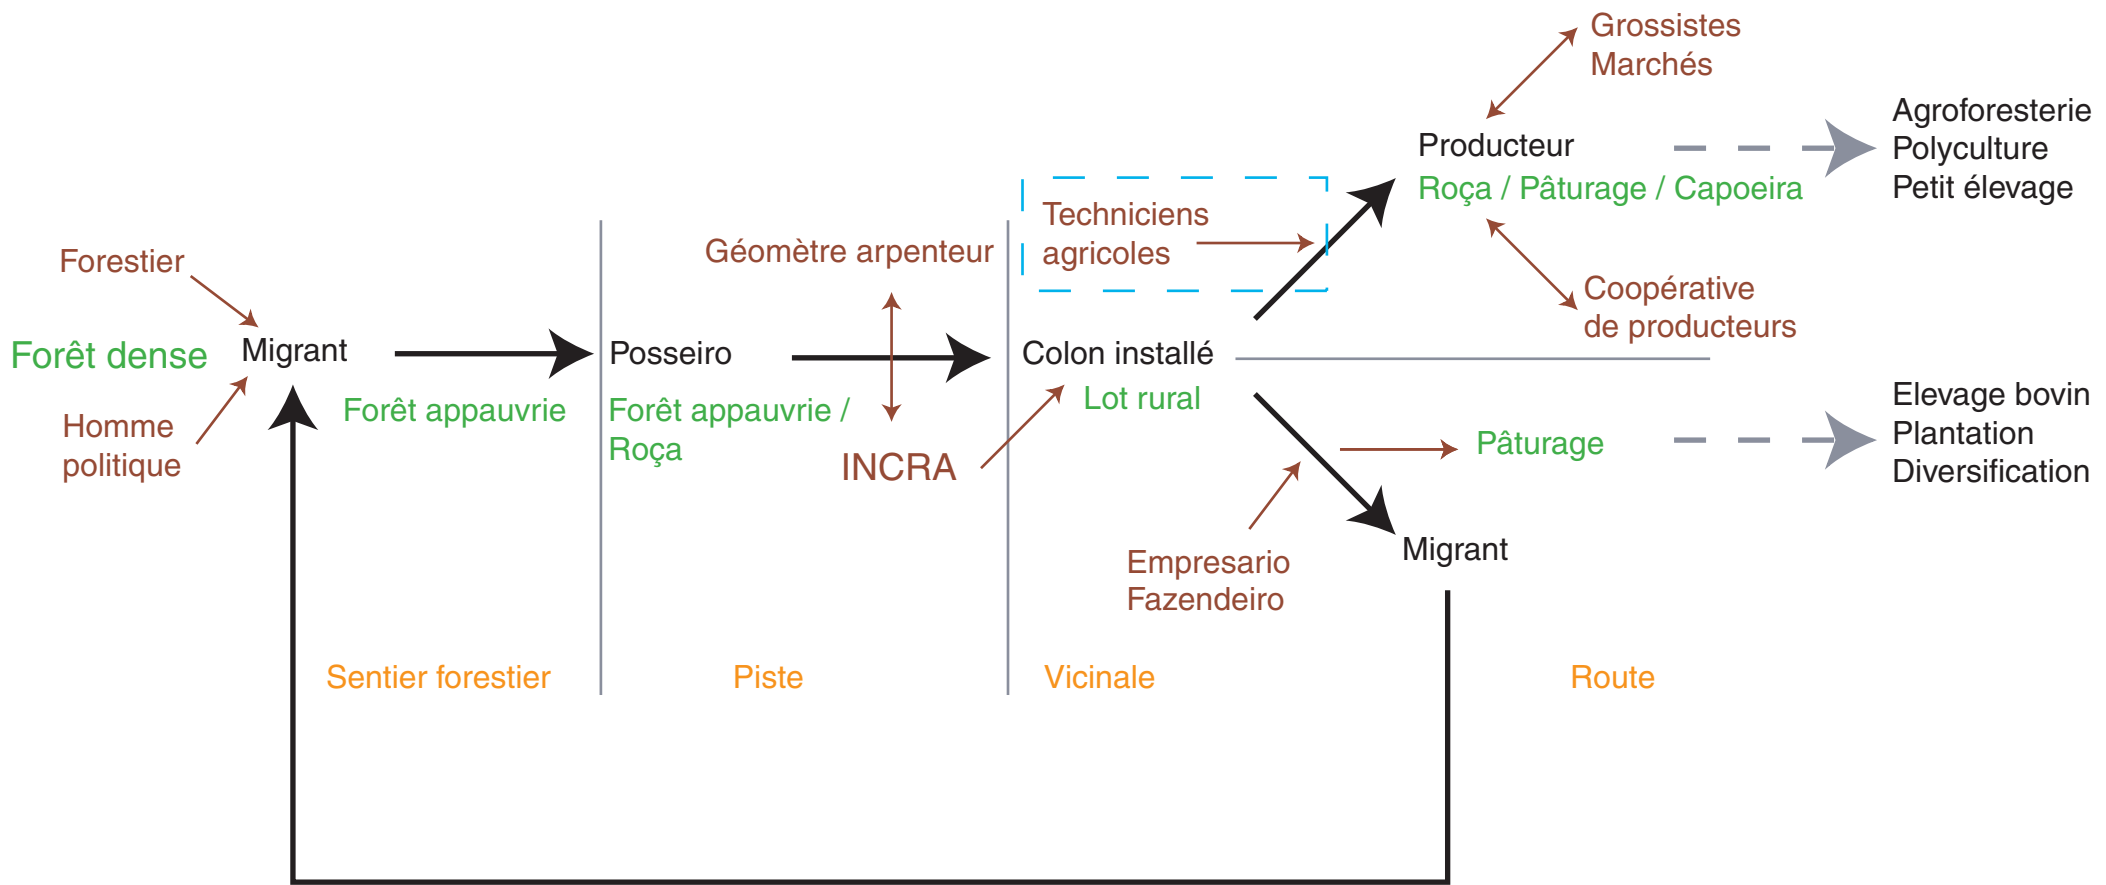 Grossistes
Marchés
Agroforesterie
Polyculture
Petit élevage
Producteur
Roça / Pâturage / Capoeira
Techniciens
agricoles
Géomètre arpenteur
Forestier
Coopérative
de producteurs
Forêt dense
Migrant
Posseiro
Colon installé
Lot rural
Forêt appauvrie
Forêt appauvrie /
Roça
Homme
politique
INCRA
Pâturage
Elevage bovin
Plantation
Diversification
Migrant
Empresario
Fazendeiro
Sentier forestier
Piste
Vicinale
Route